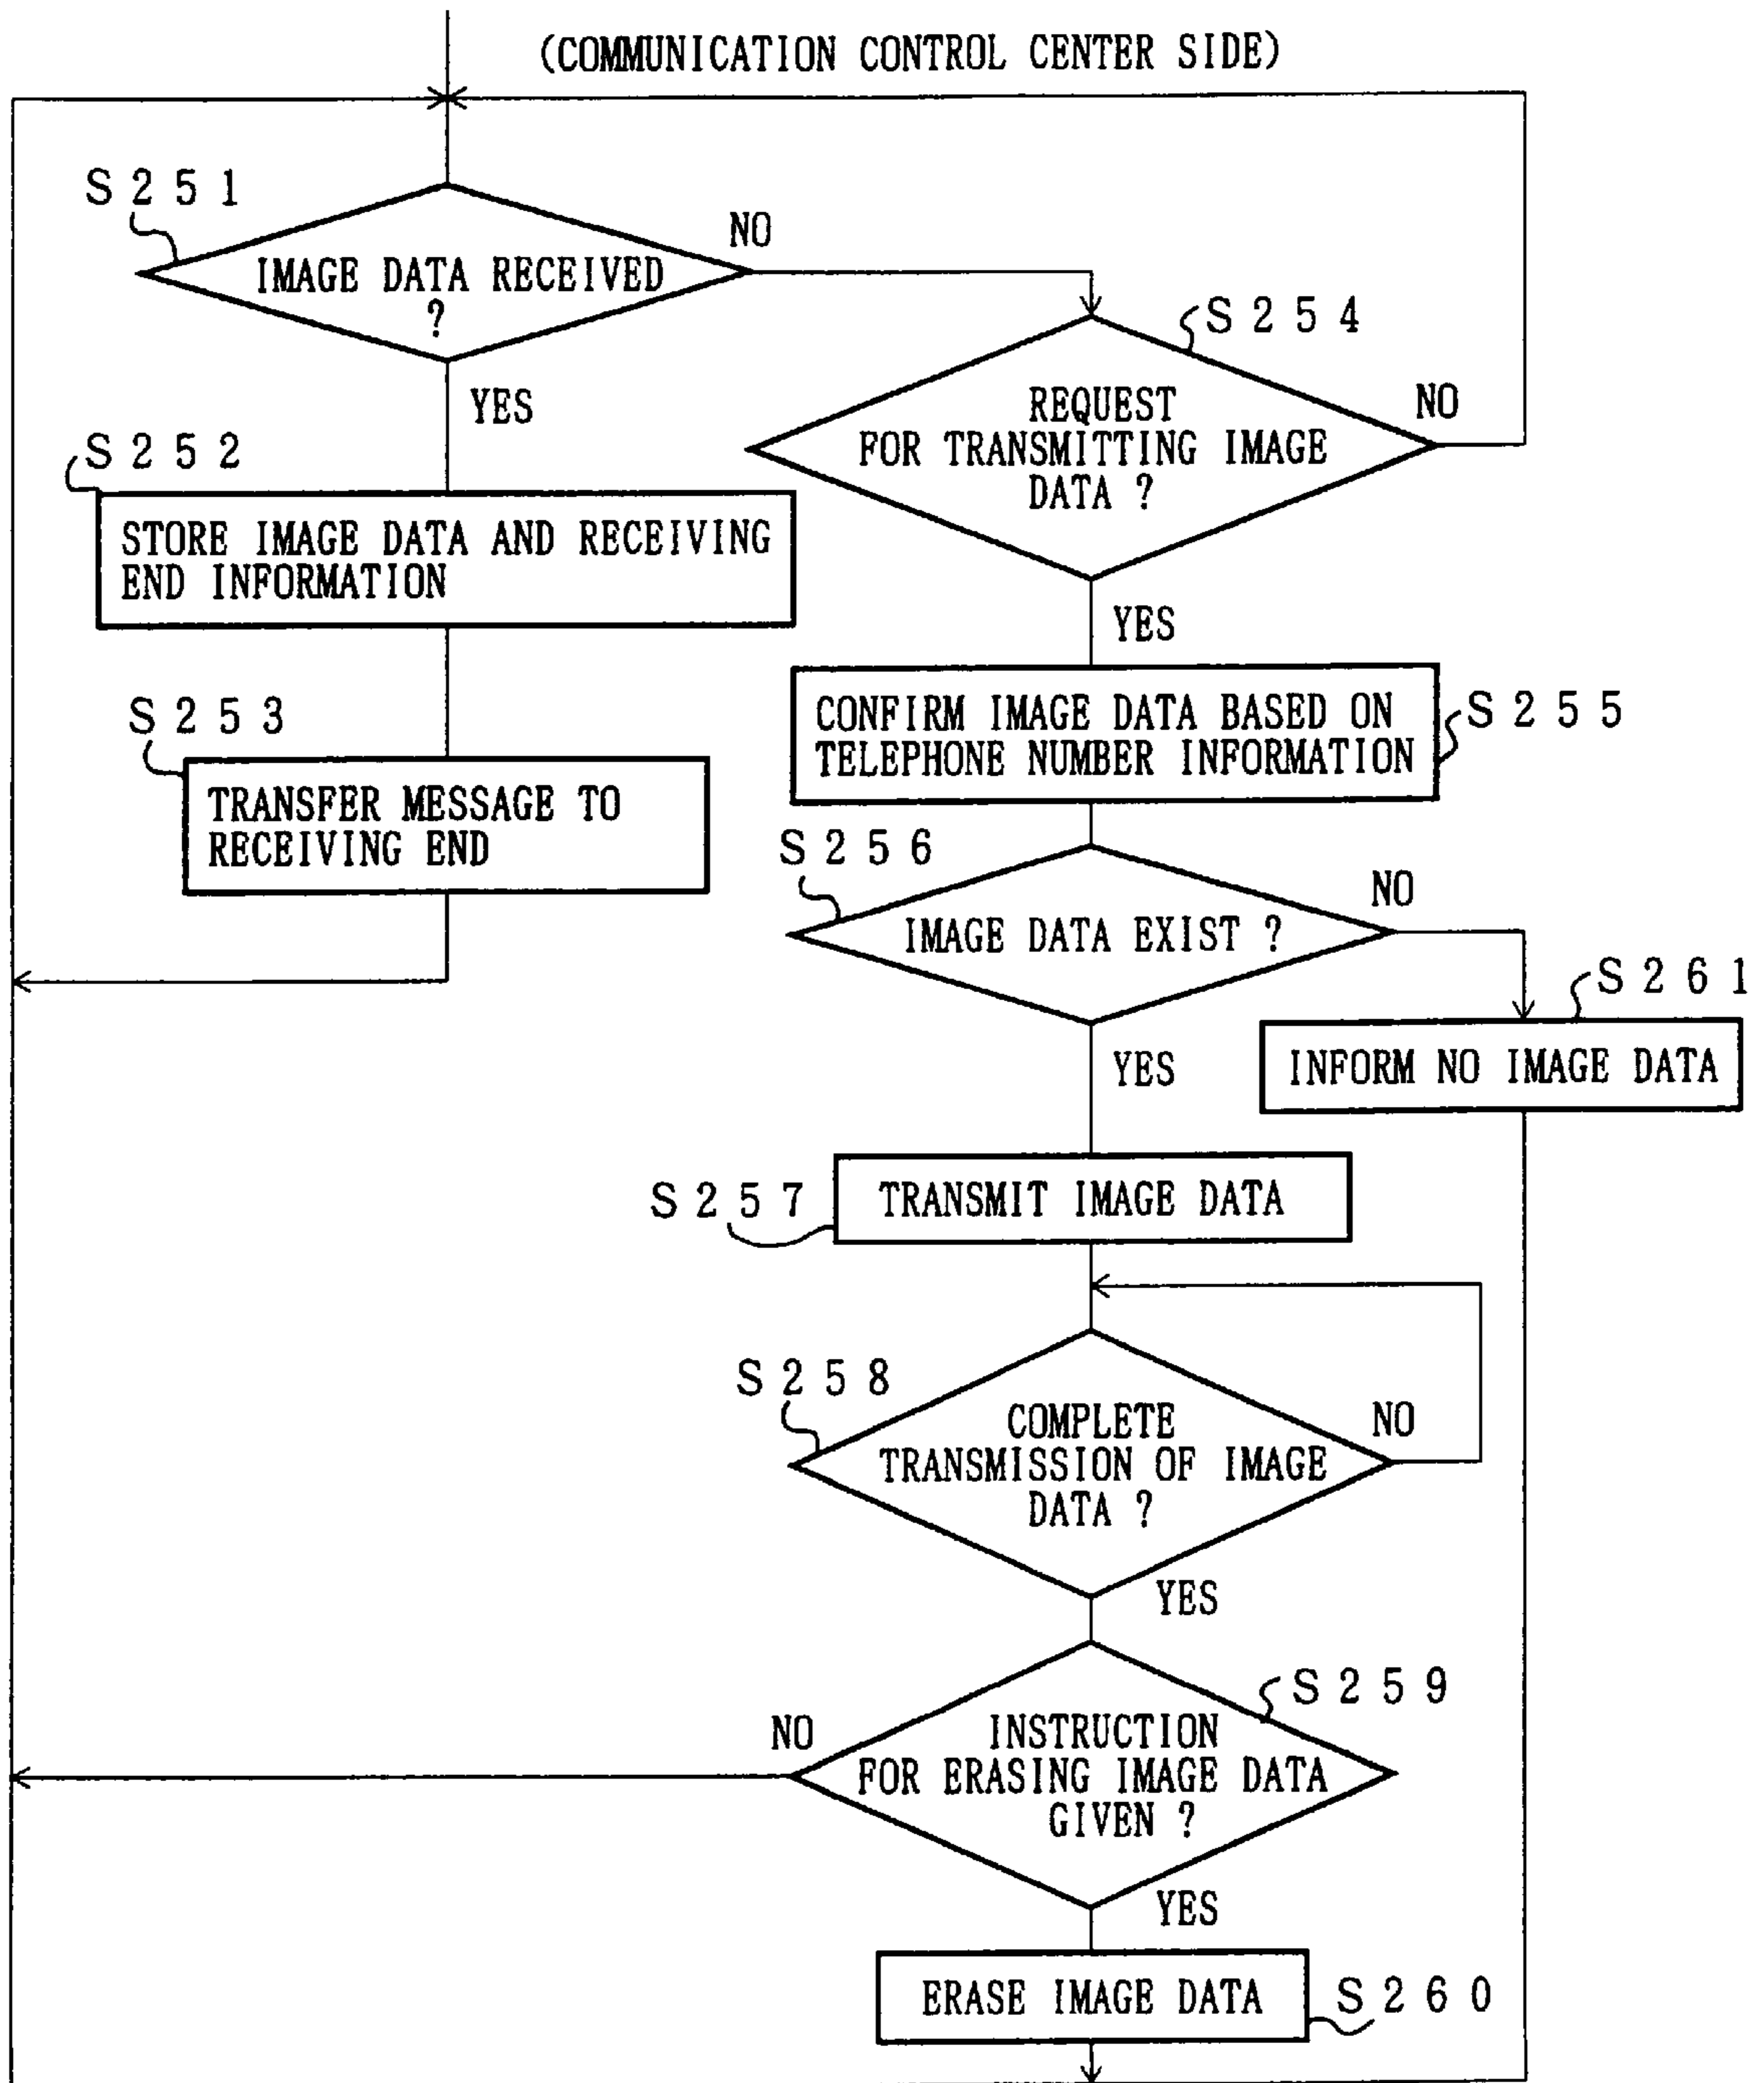 (COMMUNICATION CONTROL CENTER SIDE)
S251
NO
IMAGE DATA RECEIVED
?
YES
S254
REQUEST
FOR TRANSMITTING IMAGE
DATA ?
NO
YES
S252
STORE IMAGE DATA AND RECEIVING
END INFORMATION
S253
TRANSFER MESSAGE TO
RECEIVING END
CONFIRM IMAGE DATA BASED ON
TELEPHONE NUMBER INFORMATION
S255
S256
IMAGE DATA EXIST ?
NO
YES
S261
INFORM NO IMAGE DATA
S257
TRANSMIT IMAGE DATA
S258
COMPLETE
TRANSMISSION OF IMAGE
DATA ?
NO
YES
S259
INSTRUCTION
FOR ERASING IMAGE DATA
GIVEN ?
NO
YES
ERASE IMAGE DATA
S260